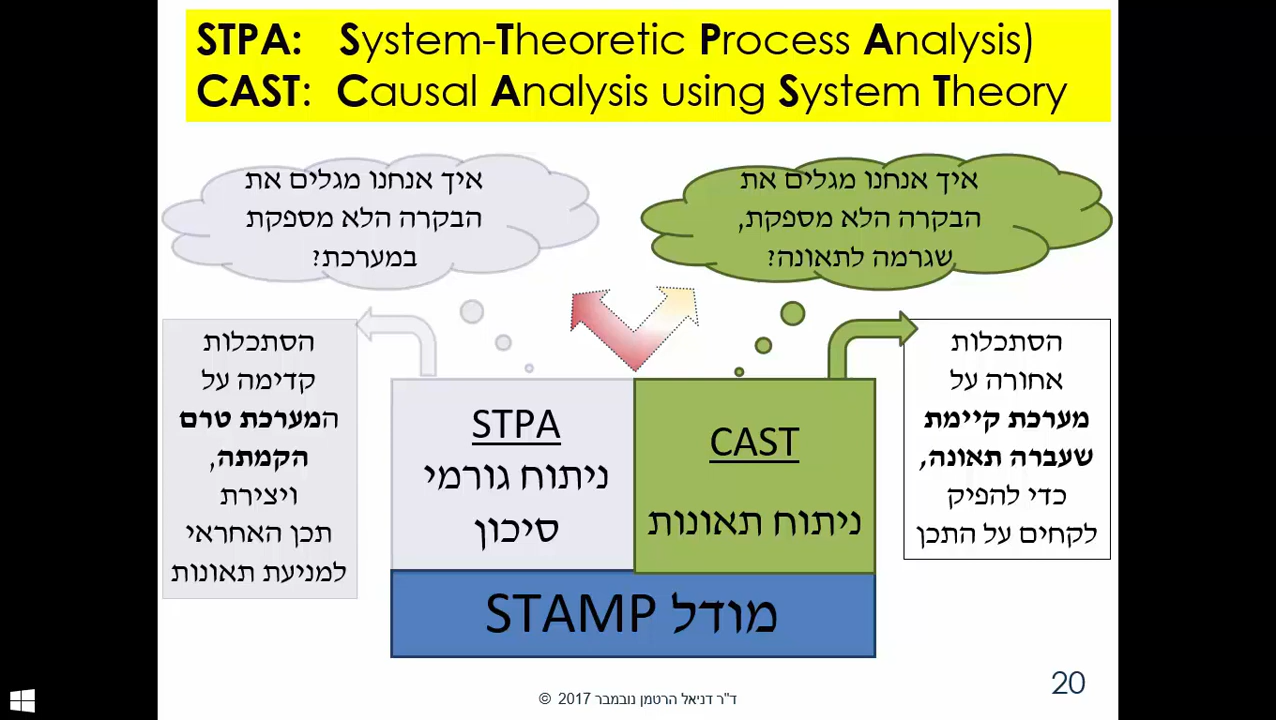 STPA: System-Theoretic Process Analysis)
CAST: Causal Analysis using System Theory
איך אנחנו מגלים את
הבקרה הלא מספקת,
שגרמה לתאונה?
איך אנחנו מגלים את
הבקרה הלא מספקת
במערכת?
הסתכלות
אחורה על
מערכת קיימת
שעברה תאונה,
כדי להפיק
לקחים על התכן
CAST
ניתוח תאונות
STPA
ניתוח גורמי
סיכון
הסתכלות
קדימה על
המערכת טרם
הקמתה,
ויצירת
תכן האחראי
למניעת תאונות
מודל STAMP
ד"ר דניאל הרטמן נובמבר 2017 ©
20